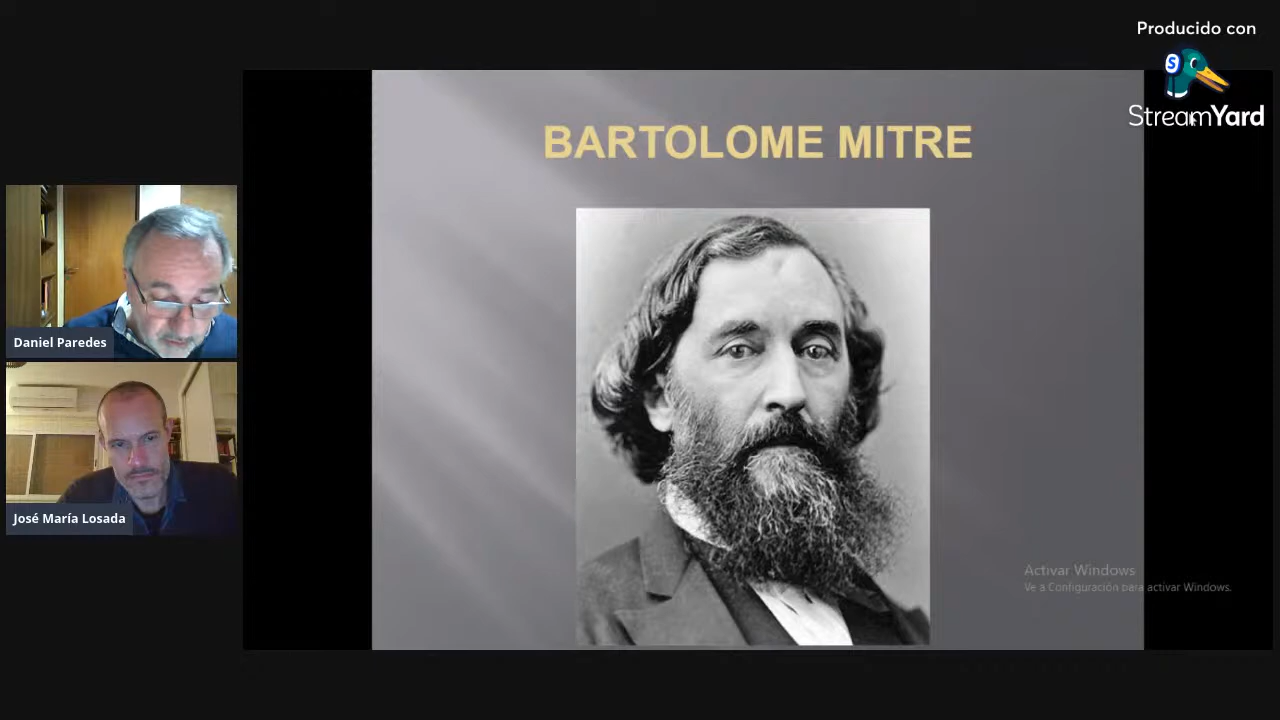 Producido con
S
StreamYard
BARTOLOME MITRE
Daniel Paredes
José María Losada
Activar Windows
Ve a Configuración para activar Windows.